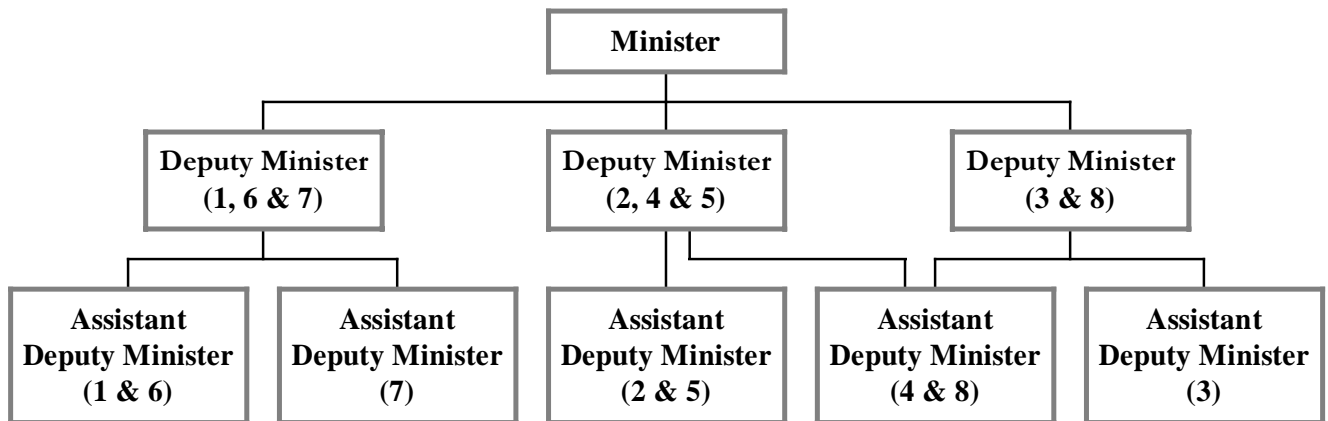 Minister
Deputy Minister
(1, 6 & 7)
Deputy Minister
(2, 4 & 5)
Deputy Minister
(3 & 8)
Assistant
Deputy Minister
(1 & 6)
Assistant
Deputy Minister
(7)
Assistant
Deputy Minister
(2 & 5)
Assistant
Deputy Minister
(4 & 8)
Assistant
Deputy Minister
(3)